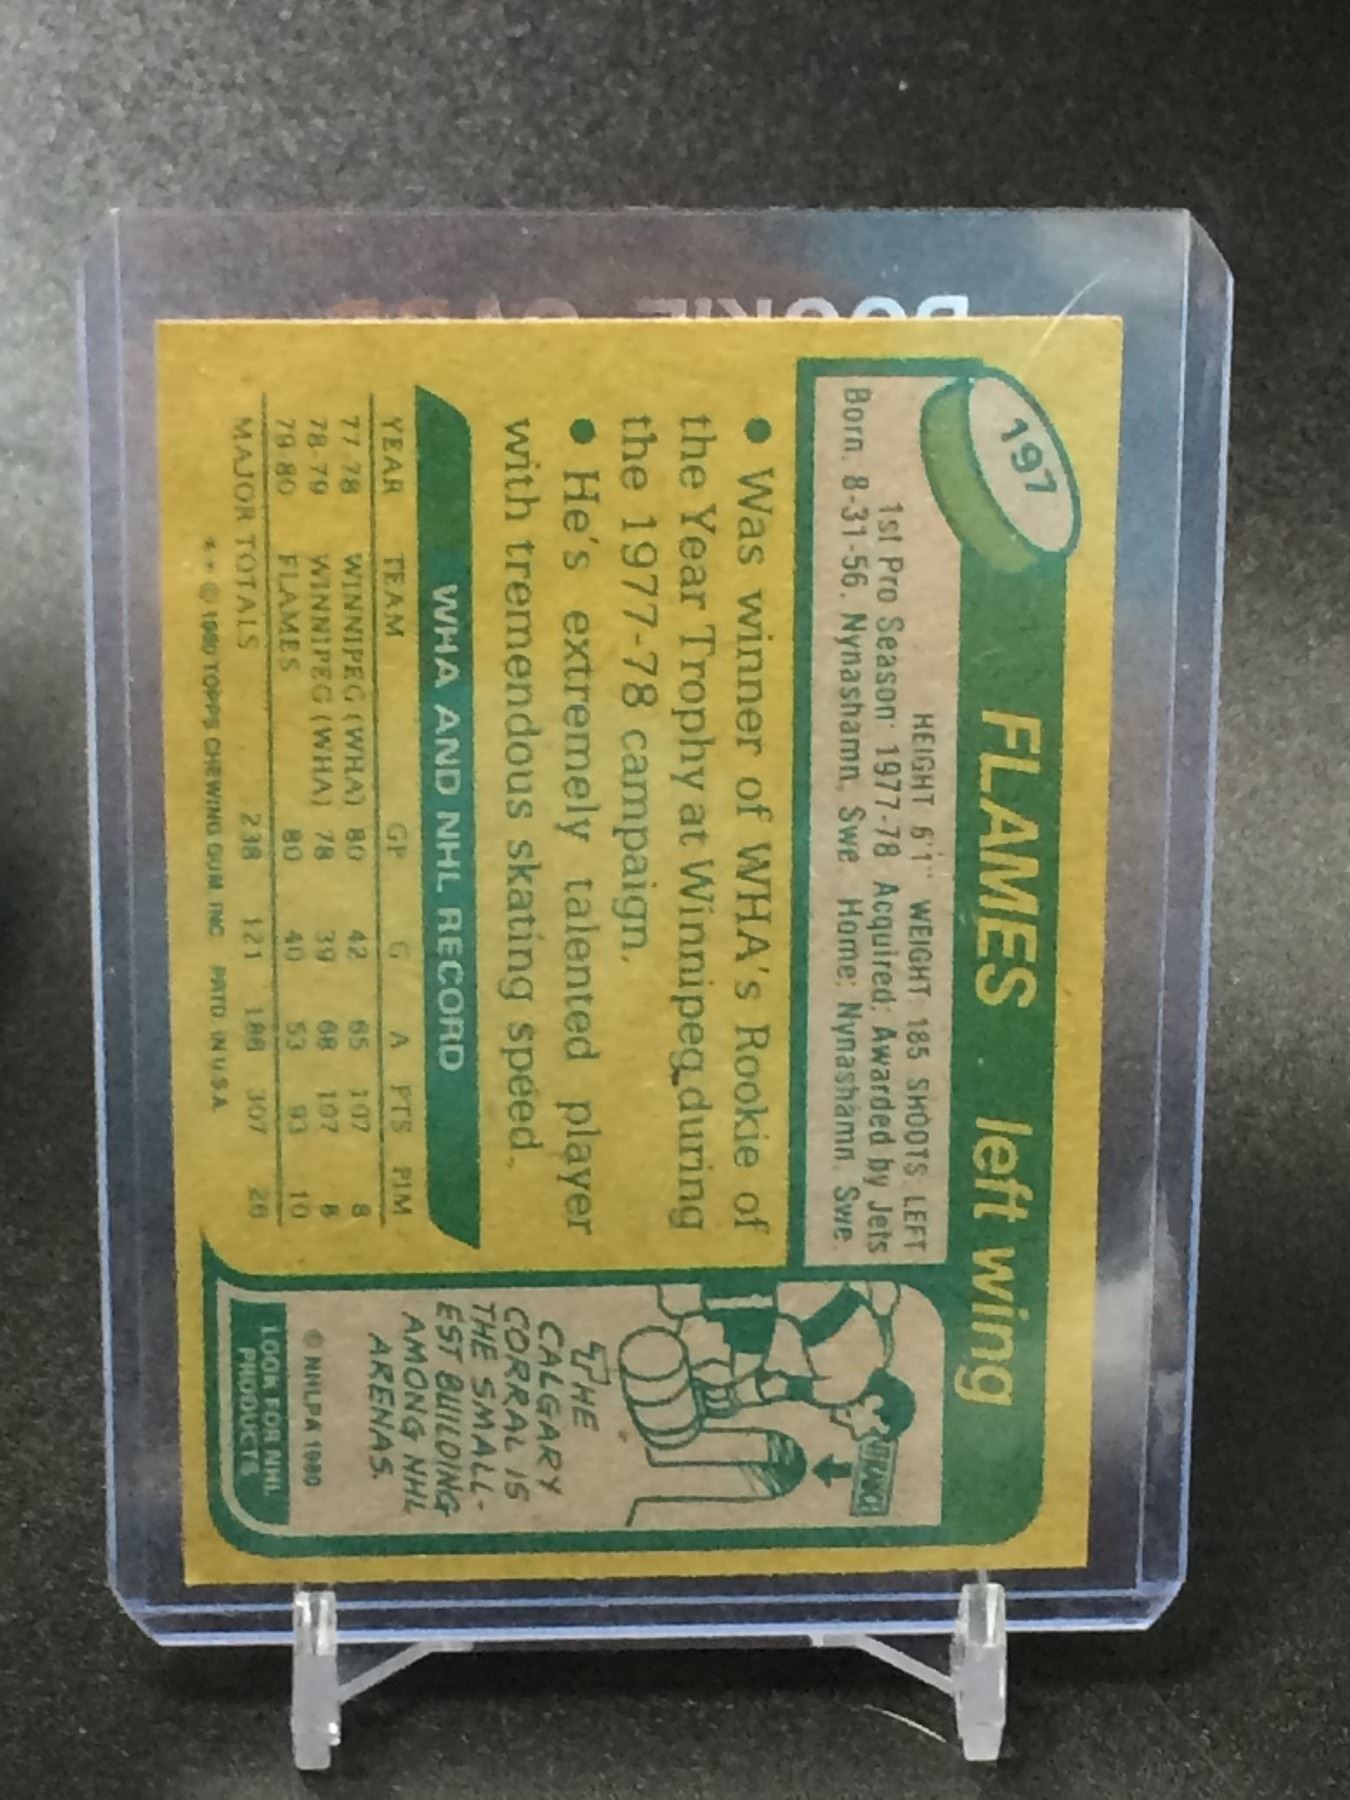 ROOKIE CARD
197
FLAMES left wing
HEIGHT 6'1" WEIGHT 185 SHOOTS LEFT
1st Pro Season: 1977-78 Acquired: Awarded by Jets
Born. 8-31-56. Nynashamn, Swe. Home: Nynashamn, Swe.
• Was winner of WHA's Rookie of
the Year Trophy at Winnipeg during
the 1977-78 campaign.
• He's extremely talented player
with tremendous skating speed.
WHA AND NHL RECORD
YEAR TEAM GP G A PTS PIM
77-78 WINNIPEG (WHA) 80 42 65 107 8
78-79 WINNIPEG (WHA) 78 39 68 107 8
79-80 FLAMES 80 40 53 93 10
MAJOR TOTALS 238 121 186 307 26
** © 1980 TOPPS CHEWING GUM INC PRTD IN U.S.A.
THE
CALGARY
CORRAL IS
THE SMALL-
EST BUILDING
AMONG NHL
ARENAS.
© NHLPA 1980
LOOK FOR NHL
PRODUCTS